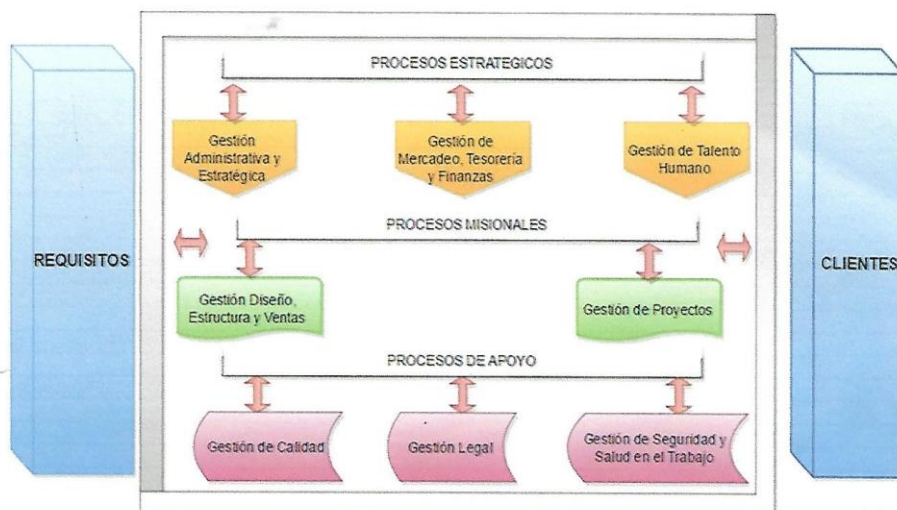 PROCESOS ESTRATEGICOS
Gestión
Administrativa y
Estratégica
Gestión de
Mercadeo, Tesorería
y Finanzas
Gestión de Talento
Humano
PROCESOS MISIONALES
REQUISITOS
CLIENTES
Gestión Diseño,
Estructura y Ventas
Gestión de Proyectos
PROCESOS DE APOYO
Gestión de Calidad
Gestión Legal
Gestión de Seguridad y
Salud en el Trabajo